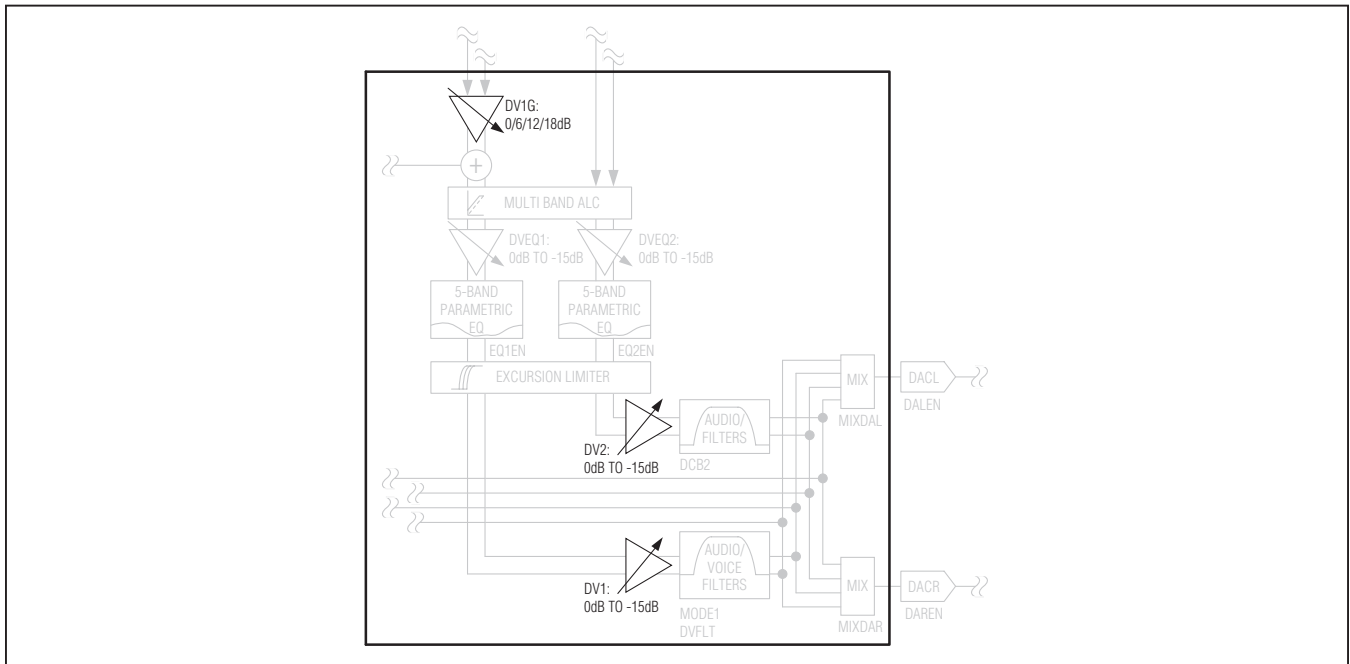 DV1G:
0/6/12/18dB
+
MULTI BAND ALC
DVEQ1:
0dB TO -15dB
DVEQ2:
0dB TO -15dB
5-BAND
PARAMETRIC
EQ
5-BAND
PARAMETRIC
EQ
EQ1EN
EQ2EN
EXCURSION LIMITER
MIX
DACL
MIXDAL
DALEN
AUDIO/
FILTERS
DV2:
0dB TO -15dB
DCB2
AUDIO/
VOICE
FILTERS
DV1:
0dB TO -15dB
MODE1
DVFLT
MIX
DACR
MIXDAR
DAREN